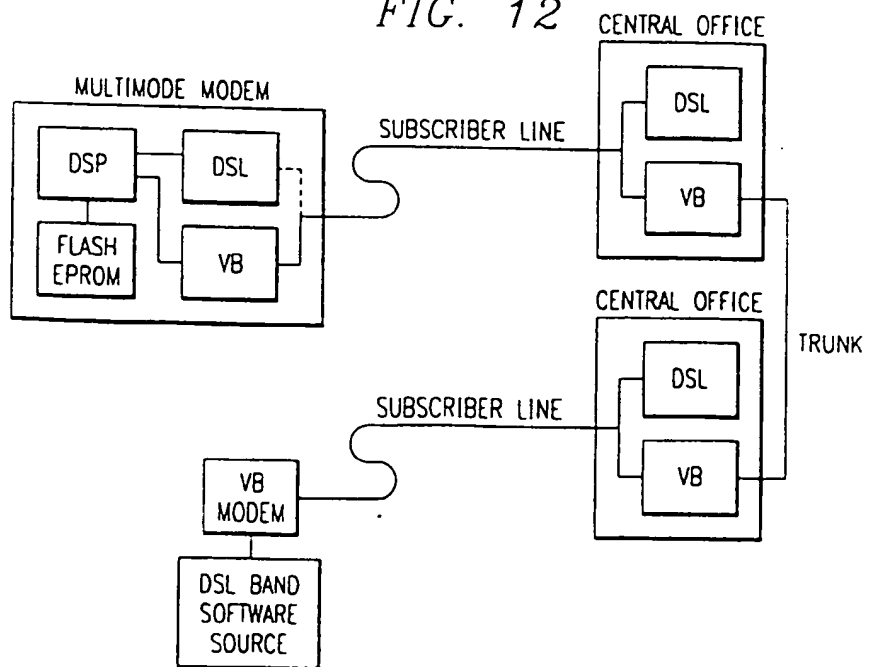 FIG. 12
CENTRAL OFFICE
MULTIMODE MODEM
DSL
SUBSCRIBER LINE
DSP
DSL
VB
FLASH
EPROM
VB
CENTRAL OFFICE
TRUNK
DSL
SUBSCRIBER LINE
VB
VB
MODEM
DSL BAND
SOFTWARE
SOURCE